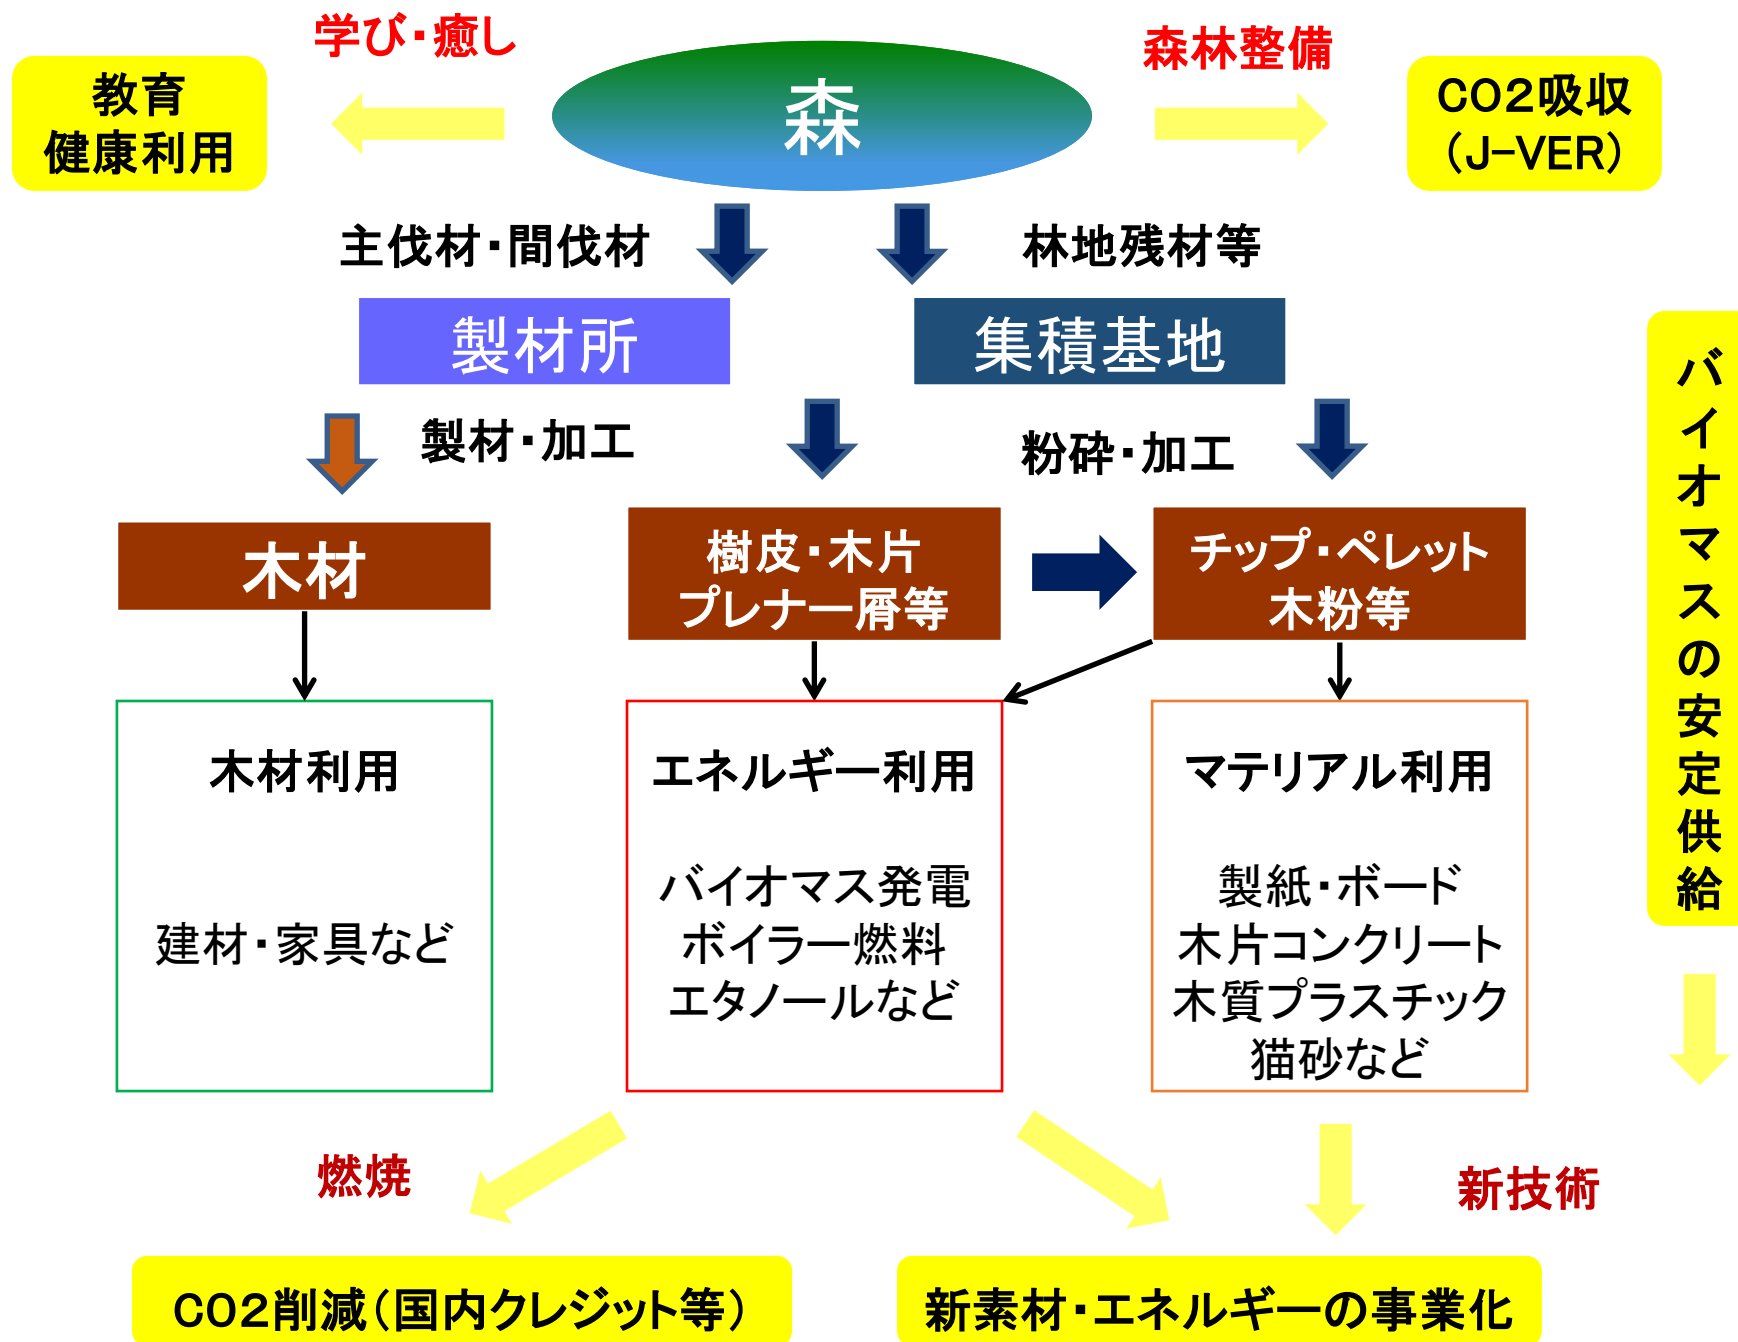 学び・癒し
森林整備
教育
健康利用
森
CO2吸収
（J-VER）
主伐材・間伐材
林地残材等
製材所
集積基地
製材・加工
粉砕・加工
木材
樹皮・木片
プレナー屑等
チップ・ペレット
木粉等
バイオマスの安定供給
木材利用
建材・家具など
エネルギー利用
バイオマス発電
ボイラー燃料
エタノールなど
マテリアル利用
製紙・ボード
木片コンクリート
木質プラスチック
猫砂など
燃焼
新技術
CO2削減（国内クレジット等）
新素材・エネルギーの事業化